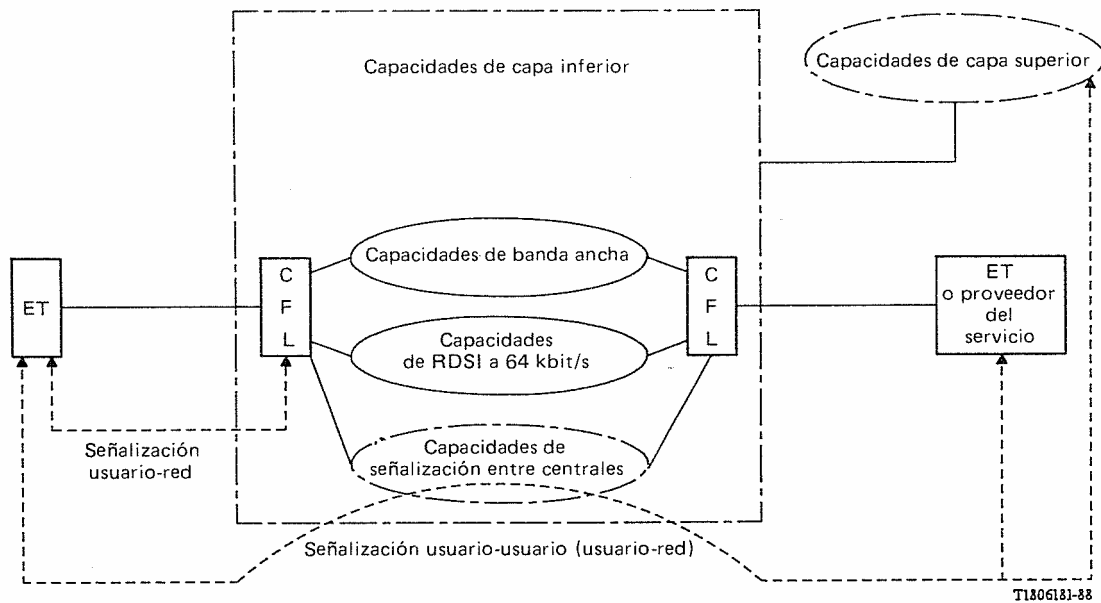 Capacidades de capa inferior
Capacidades de capa superior
Capacidades de banda ancha
C
F
L
C
F
L
ET
ET
o proveedor
del
servicio
Capacidades
de RDSI a 64 kbit/s
Señalización
usuario-red
Capacidades de
señalización entre centrales
Señalización usuario-usuario (usuario-red)
T1806181-88